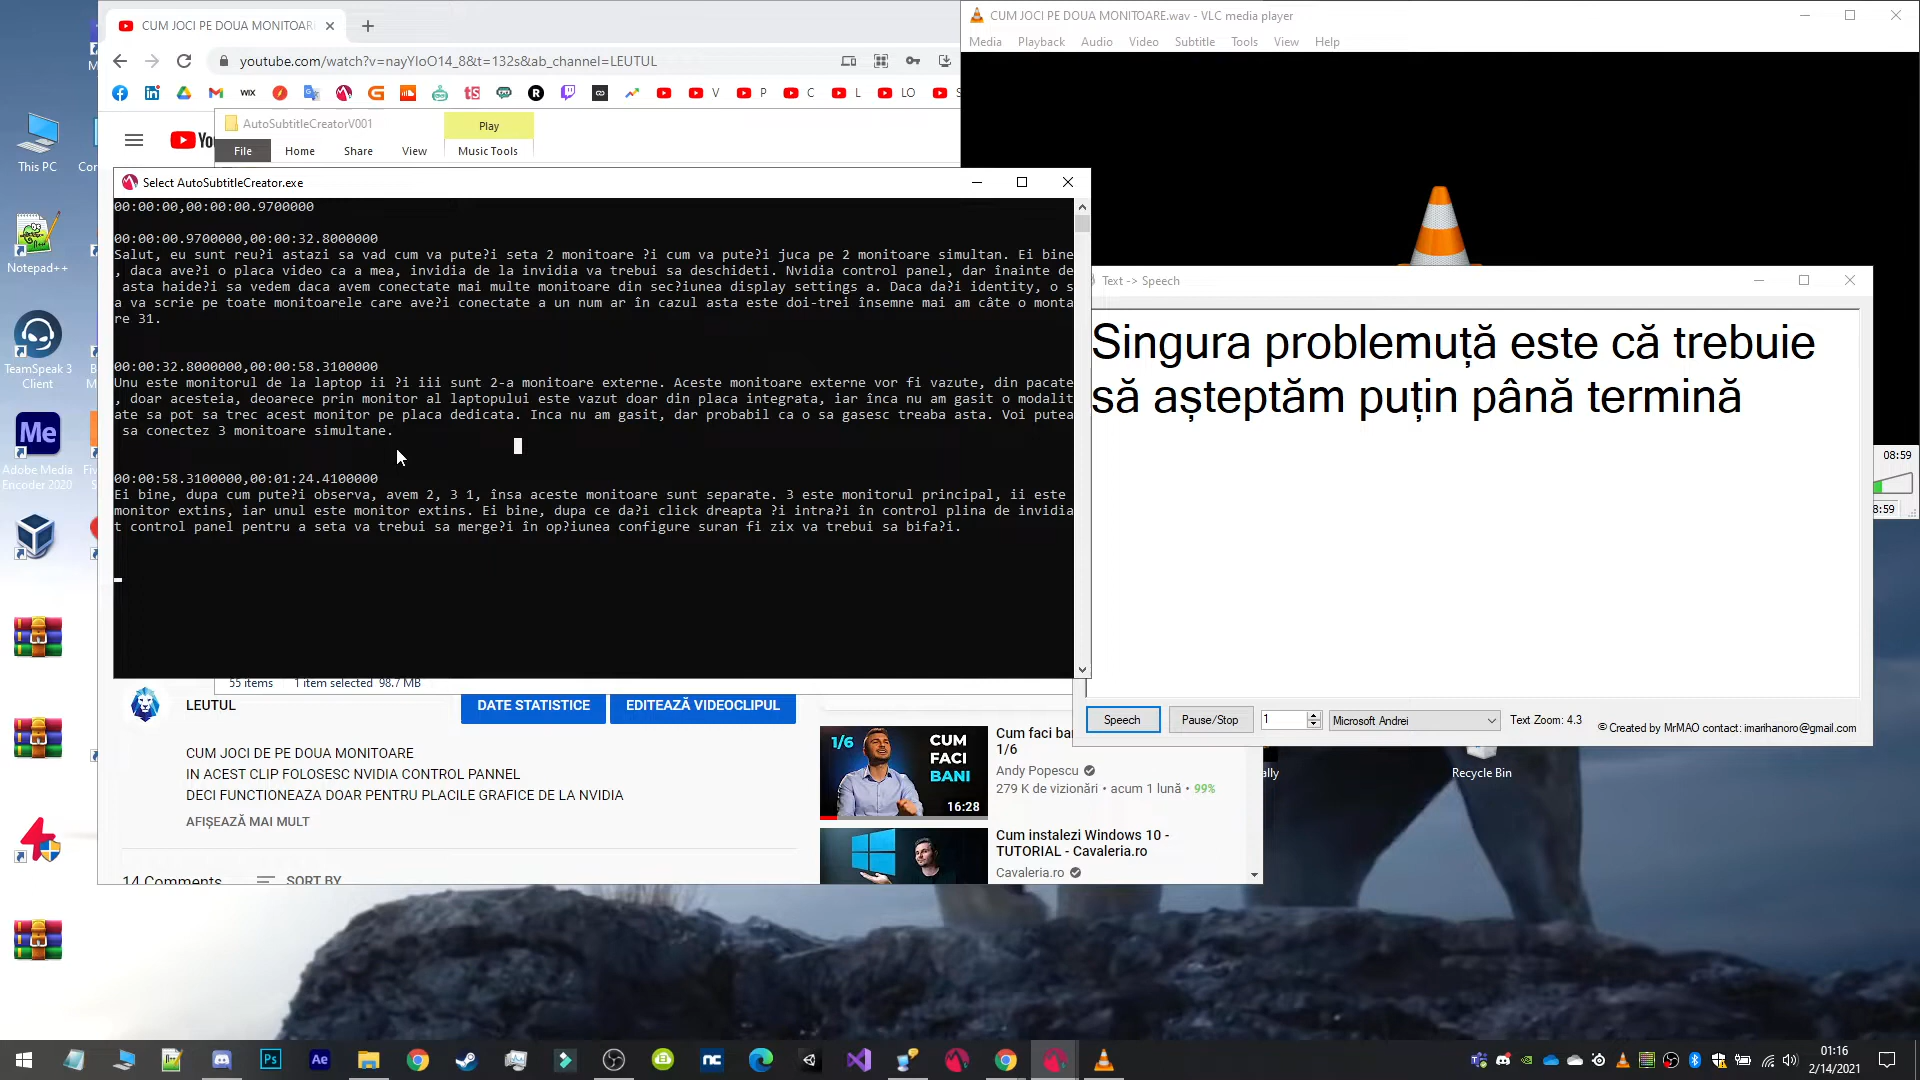 CUM JOCI PE DOUA MONITOAR
youtube.com/watch?v=nayYIoO14_8&t=132s&ab_channel=LEUTUL
V P C L LO
AutoSubtitleCreatorV001
Play
File Home Share View Music Tools
Select AutoSubtitleCreator.exe
00:00:00,00:00:00.9700000
00:00:00.9700000,00:00:32.8000000
Salut, eu sunt reu?i astazi sa vad cum va pute?i seta 2 monitoare ?i cum va pute?i juca pe 2 monitoare simultan. Ei bine
, daca ave?i o placa video ca a mea, invidia de la invidia va trebui sa deschideti. Nvidia control panel, dar înainte de
asta haide?i sa vedem daca avem conectate mai multe monitoare din sec?iunea display settings a. Daca da?i identity, o s
a va scrie pe toate monitoarele care ave?i conectate a un num ar în cazul asta este doi-trei însemne mai am câte o monta
re 31.
00:00:32.8000000,00:00:58.3100000
Unu este monitorul de la laptop ii ?i iii sunt 2-a monitoare externe. Aceste monitoare externe vor fi vazute, din pacate
, doar acesteia, deoarece prin monitor al laptopului este vazut doar din placa integrata, iar înca nu am gasit o modalit
ate sa pot sa trec acest monitor pe placa dedicata. Inca nu am gasit, dar probabil ca o sa gasesc treaba asta. Voi putea
sa conectez 3 monitoare simultane.
00:00:58.3100000,00:01:24.4100000
Ei bine, dupa cum pute?i observa, avem 2, 3 1, însa aceste monitoare sunt separate. 3 este monitorul principal, ii este
monitor extins, iar unul este monitor extins. Ei bine, dupa ce da?i click dreapta ?i intra?i în control plina de invidia
t control panel pentru a seta va trebui sa merge?i în op?iunea configure suran fi zix va trebui sa bifa?i.
55 items 1 item selected 98.7 MB
LEUTUL
DATE STATISTICE
EDITEAZĂ VIDEOCLIPUL
CUM JOCI DE PE DOUA MONITOARE
IN ACEST CLIP FOLOSESC NVIDIA CONTROL PANNEL
DECI FUNCTIONEAZA DOAR PENTRU PLACILE GRAFICE DE LA NVIDIA
AFIȘEAZĂ MAI MULT
14 Comments
SORT BY
1/6
CUM
FACI
BANI
16:28
Cum faci ba
1/6
Andy Popescu
279 K de vizionări • acum 1 lună • 99%
Cum instalezi Windows 10 -
TUTORIAL - Cavaleria.ro
Cavaleria.ro
CUM JOCI PE DOUA MONITOARE.wav - VLC media player
Media Playback Audio Video Subtitle Tools View Help
08:59
8:59
Text -> Speech
Singura problemuță este că trebuie
să așteptăm puțin până termină
Speech
Pause/Stop
1
Microsoft Andrei
Text Zoom: 4.3
© Created by MrMAO contact: imarihanoro@gmail.com
ally
Recycle Bin
This PC
Notepad++
TeamSpeak 3
Client
Me
Adobe Media
Encoder 2020
Ps
Ae
nc
01:16
2/14/2021